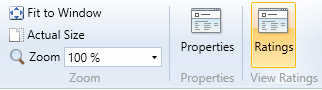 Fit to Window
Actual Size
Zoom 100 %
Zoom
Properties
Properties
Ratings
View Ratings